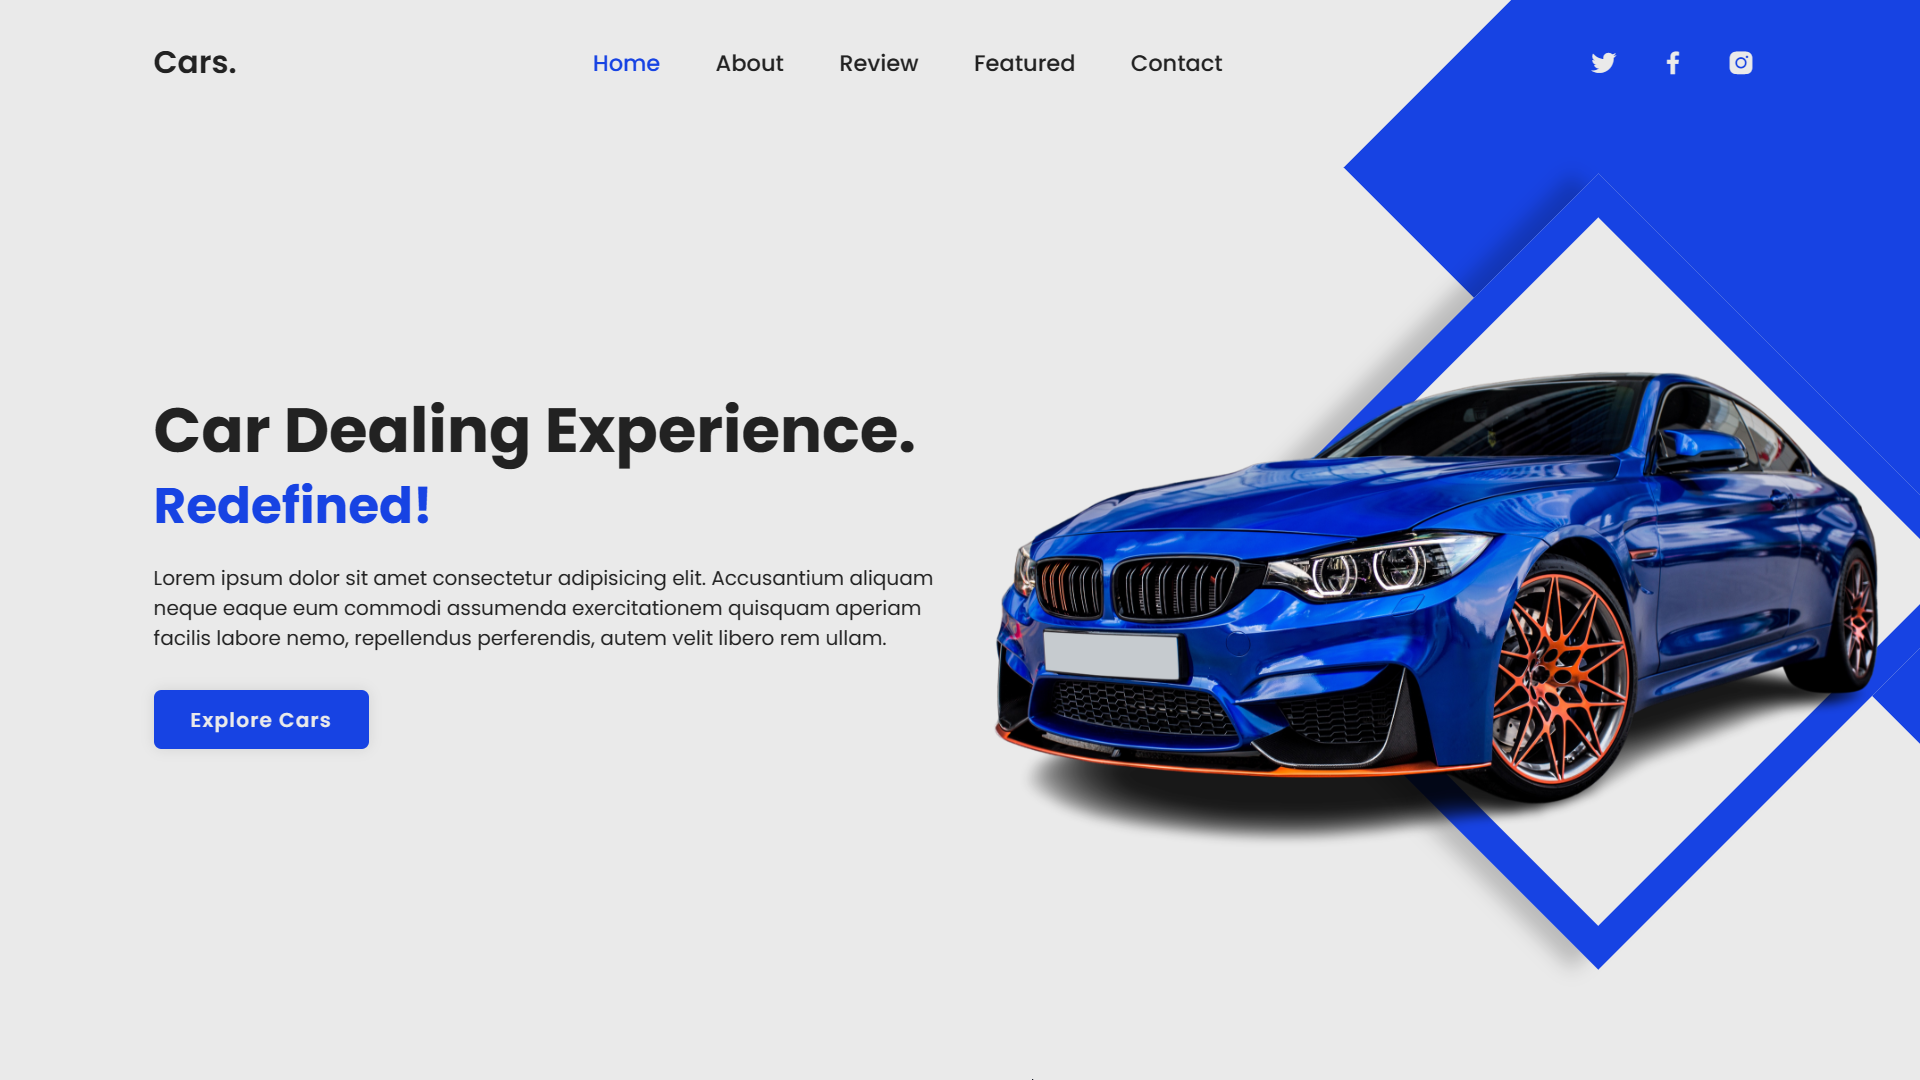 Cars.
Home About Review Featured Contact
Car Dealing Experience.
Redefined!
Lorem ipsum dolor sit amet consectetur adipisicing elit. Accusantium aliquam
neque eaque eum commodi assumenda exercitationem quisquam aperiam
facilis labore nemo, repellendus perferendis, autem velit libero rem ullam.
Explore Cars